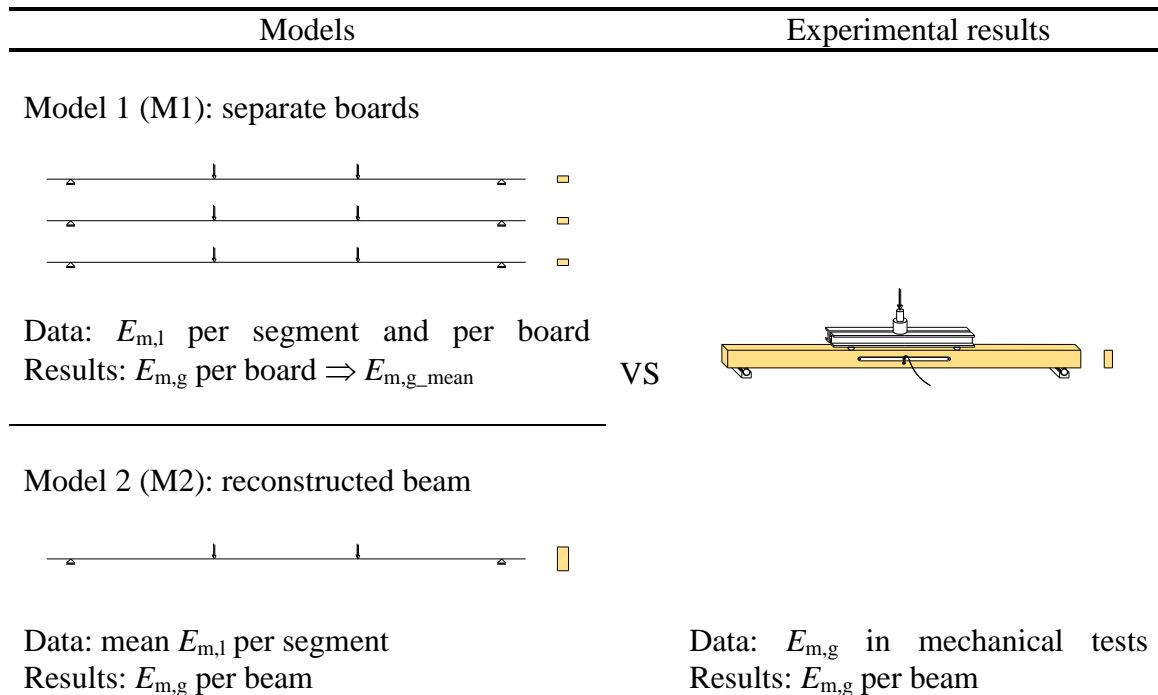 Models
Experimental results
Model 1 (M1): separate boards
Data: Em,l per segment and per board
Results: Em,g per board ⇒ Em,g_mean
VS
Model 2 (M2): reconstructed beam
Data: mean Em,l per segment
Results: Em,g per beam
Data: Em,g in mechanical tests
Results: Em,g per beam